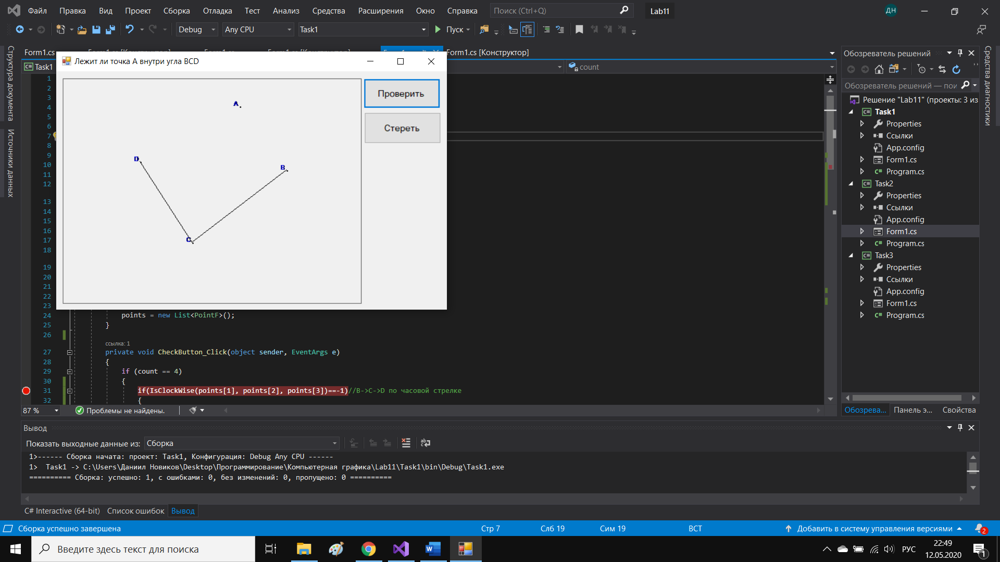 Файл Правка Вид Проект Сборка Отладка Тест Анализ Средства Расширения Окно Справка Поиск (Ctrl+Q) Lab11 ДН
Debug Any CPU Task1 Пуск
Form1.cs Form1.cs [Конструктор]
Обозреватель решений
Структура документа
Источники данных
Средства диагностики
Task1
count
Лежит ли точка A внутри угла BCD
Проверить
Стереть
A
D
B
C
Обозреватель решений — пои
Решение "Lab11" (проекты: 3 из
Task1
Properties
Ссылки
App.config
Form1.cs
Program.cs
Task2
Properties
Ссылки
App.config
Form1.cs
Program.cs
Task3
Properties
Ссылки
App.config
Form1.cs
Program.cs
1
2
3
4
5
6
7
8
9
10
11
12
13
14
15
16
17
18
19
20
21
22
23
24 points = new List<PointF>();
25 }
26
ссылка: 1
27 private void CheckButton_Click(object sender, EventArgs e)
28 {
29 if (count == 4)
30 {
31 if(IsClockWise(points[1], points[2], points[3])==-1)//B->C->D по часовой стрелке
32 {
87 % Проблемы не найдены.
Обозрева... Панель э... Свойства
Вывод
Показать выходные данные из: Сборка
1>------ Сборка начата: проект: Task1, Конфигурация: Debug Any CPU ------
1> Task1 -> C:\Users\Даниил Новиков\Desktop\Программирование\Компьютерная графика\Lab11\Task1\bin\Debug\Task1.exe
========== Сборка: успешно: 1, с ошибками: 0, без изменений: 0, пропущено: 0 ==========
C# Interactive (64-bit) Список ошибок Вывод
Сборка успешно завершена Стр 7 Слб 19 Сим 19 ВСТ Добавить в систему управления версиями 2
Введите здесь текст для поиска
РУС 22:49
12.05.2020 1